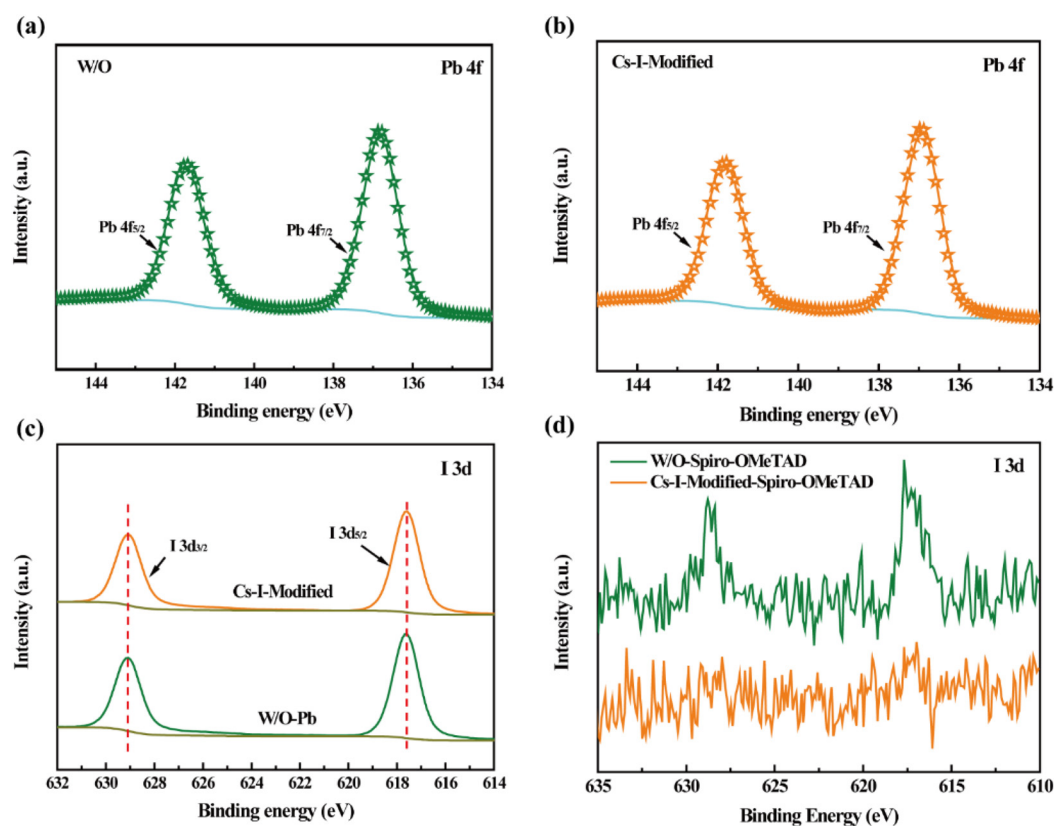 (a)
W/O
Pb 4f
Pb 4f5/2
Pb 4f7/2
Intensity (a.u.)
144 142 140 138 136 134
Binding energy (eV)
(b)
Cs-I-Modified
Pb 4f
Pb 4f5/2
Pb 4f7/2
Intensity (a.u.)
144 142 140 138 136 134
Binding energy (eV)
(c)
I 3d
I 3d3/2
I 3d5/2
Cs-I-Modified
W/O-Pb
Intensity (a.u.)
632 630 628 626 624 622 620 618 616 614
Binding energy (eV)
(d)
W/O-Spiro-OMeTAD
Cs-I-Modified-Spiro-OMeTAD
I 3d
Intensity (a.u.)
635 630 625 620 615 610
Binding Energy (eV)